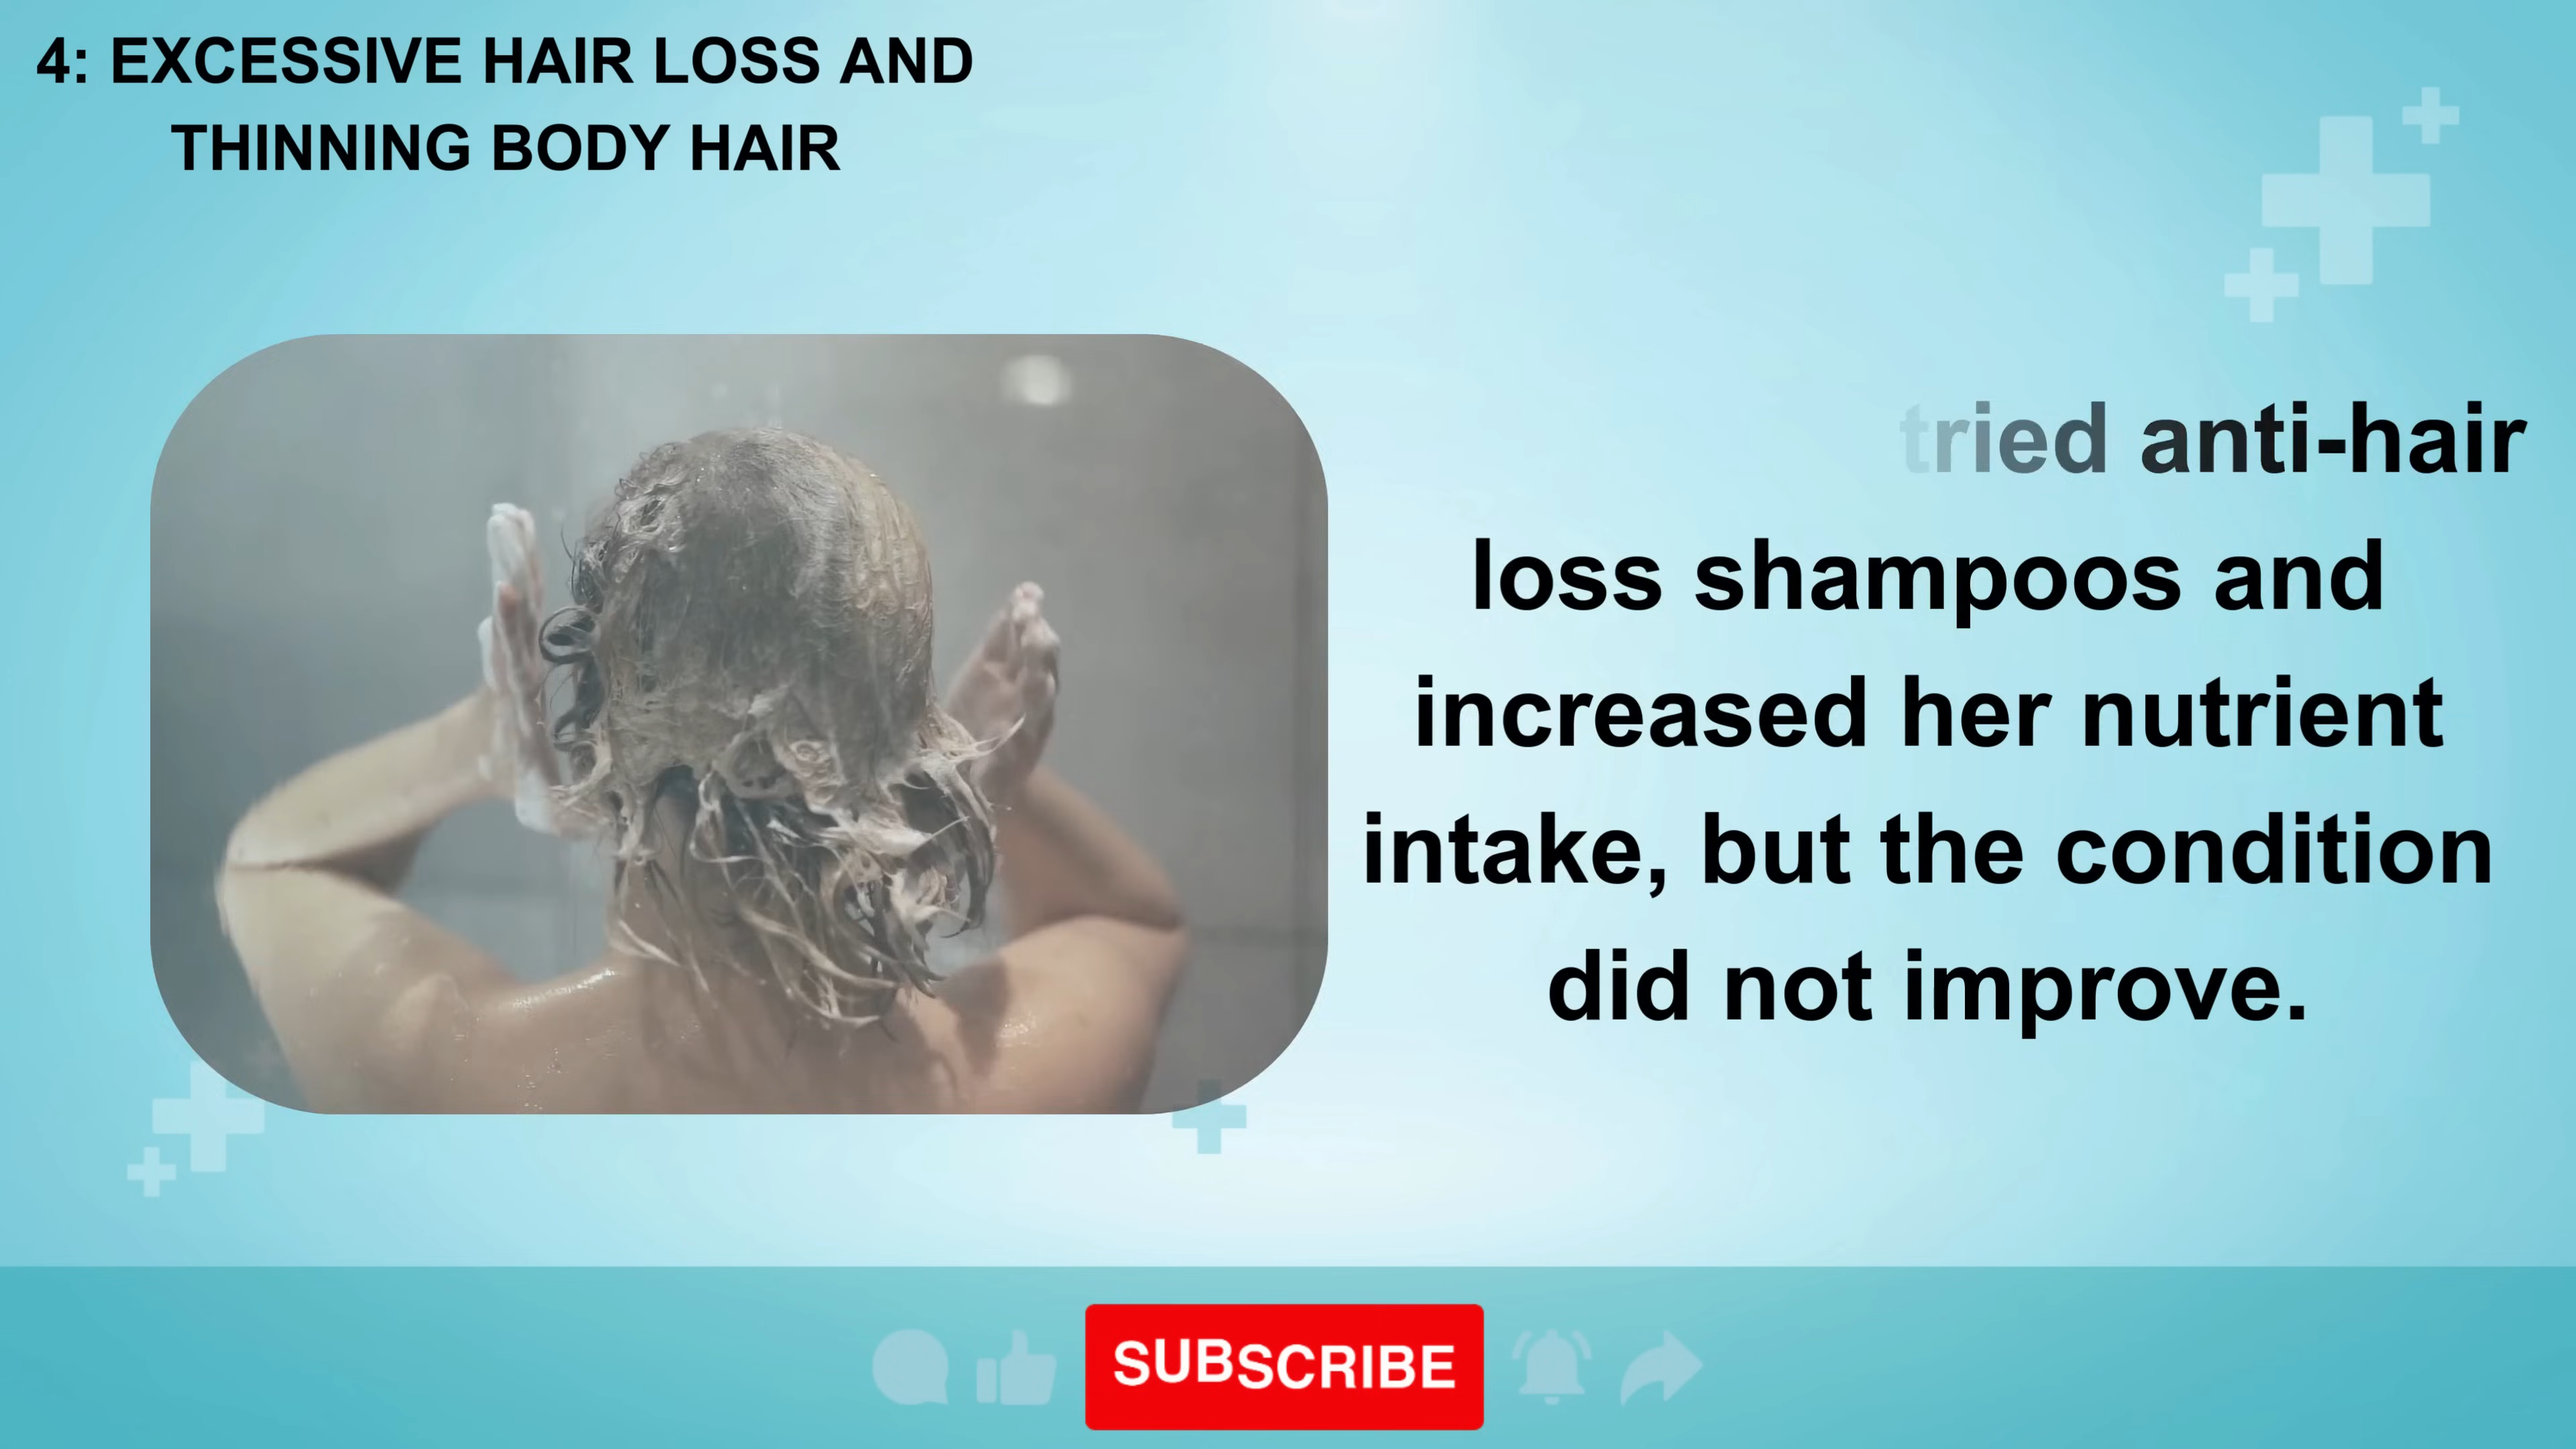 4: EXCESSIVE HAIR LOSS AND
THINNING BODY HAIR
tried anti-hair
loss shampoos and
increased her nutrient
intake, but the condition
did not improve.
SUBSCRIBE